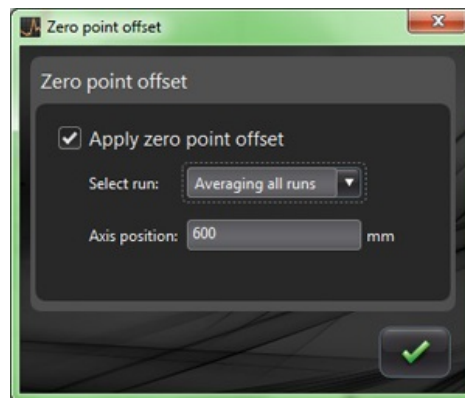 Zero point offset
Zero point offset
Apply zero point offset
Select run: Averaging all runs
Axis position: 600 mm